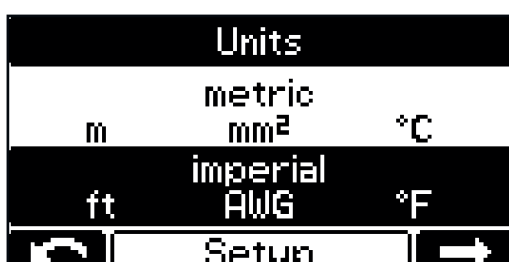 Units
metric
m mm² °C
imperial
ft AWG °F
Setup